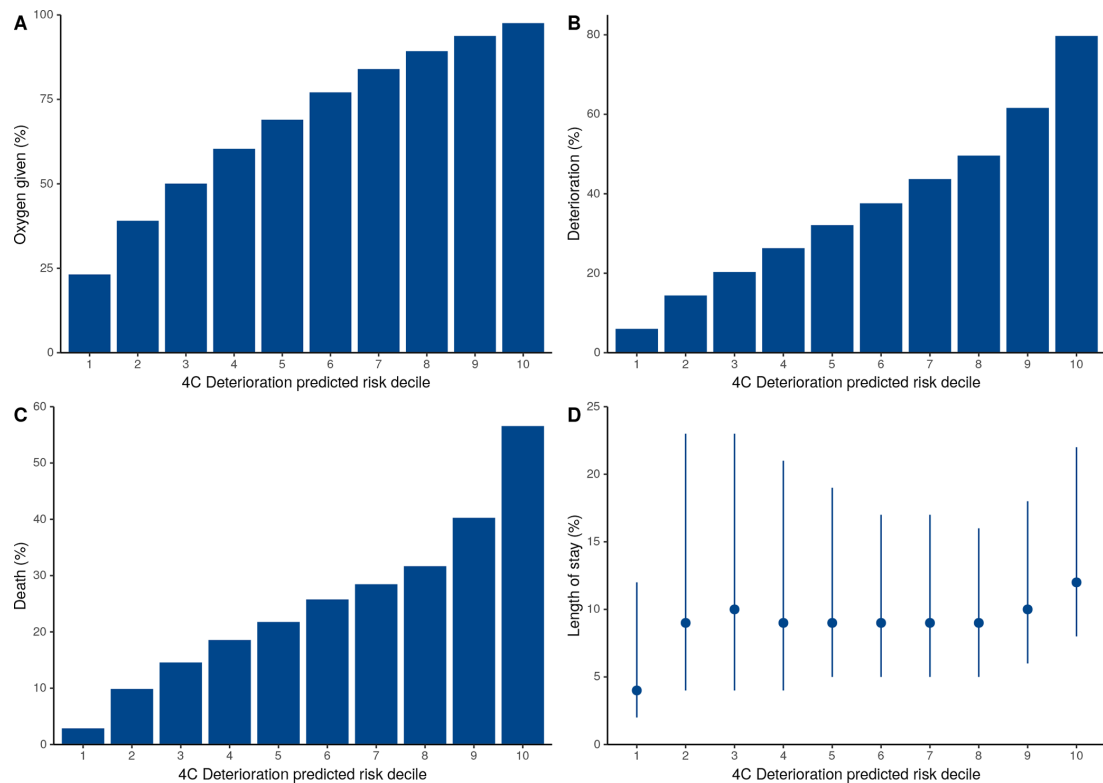 A
Oxygen given (%)
100
75
50
25
0
1 2 3 4 5 6 7 8 9 10
4C Deterioration predicted risk decile
B
Deterioration (%)
80
60
40
20
0
1 2 3 4 5 6 7 8 9 10
4C Deterioration predicted risk decile
C
Death (%)
60
50
40
30
20
10
0
1 2 3 4 5 6 7 8 9 10
4C Deterioration predicted risk decile
D
Length of stay (%)
25
20
15
10
5
0
1 2 3 4 5 6 7 8 9 10
4C Deterioration predicted risk decile